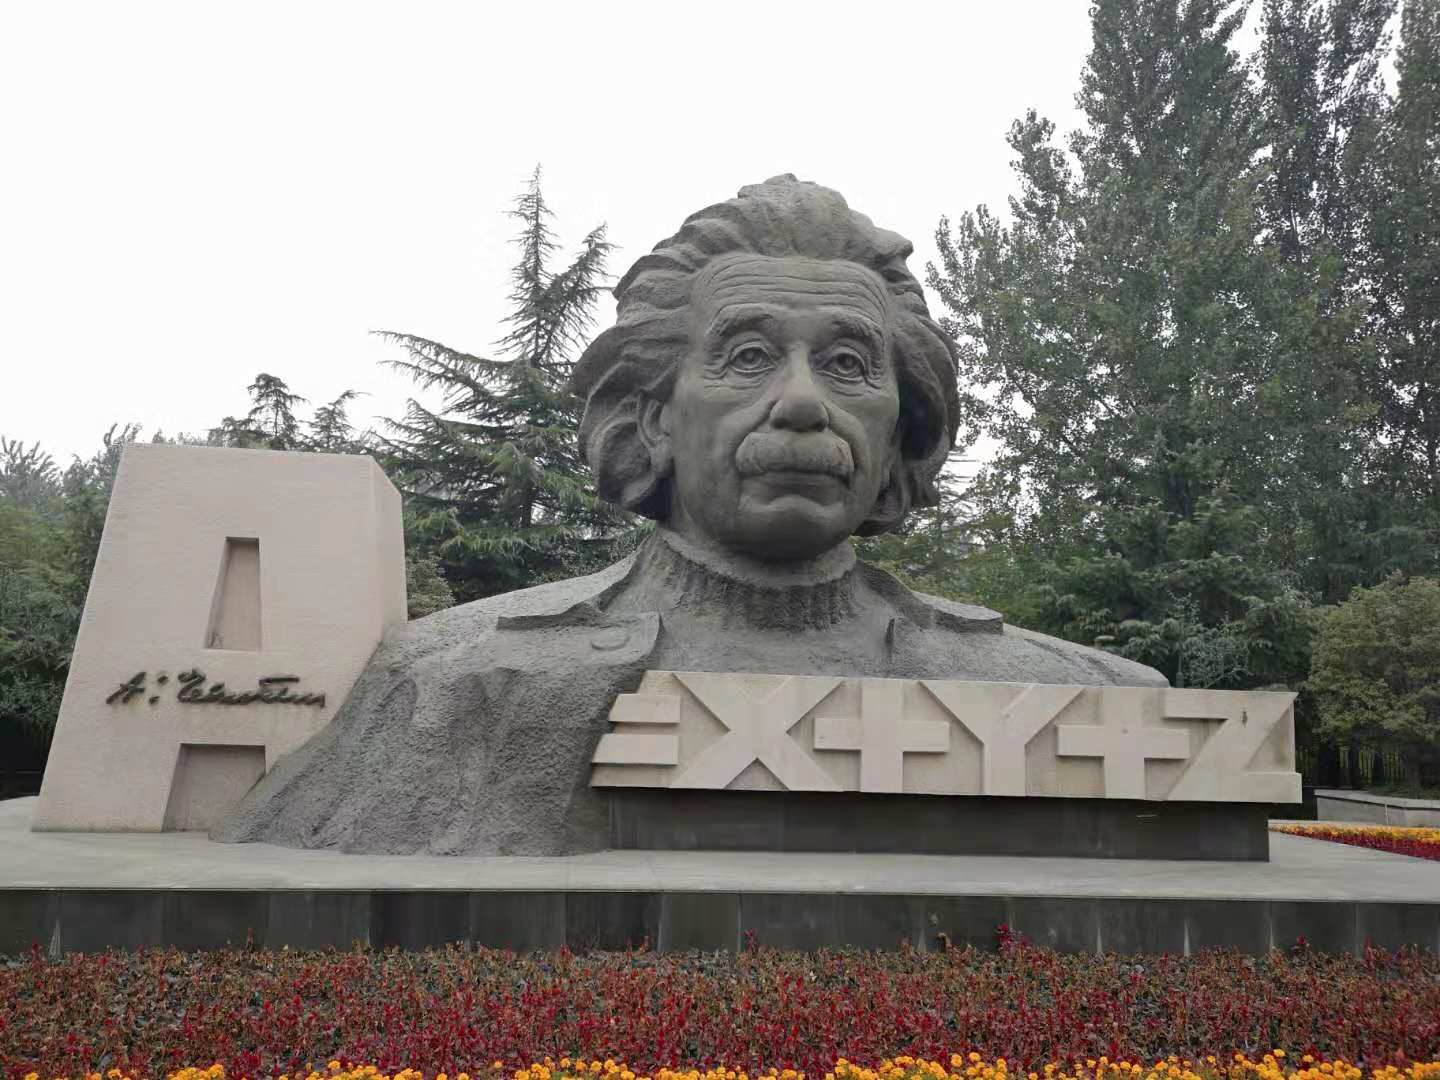 A
A. Einstein
=X+Y+Z